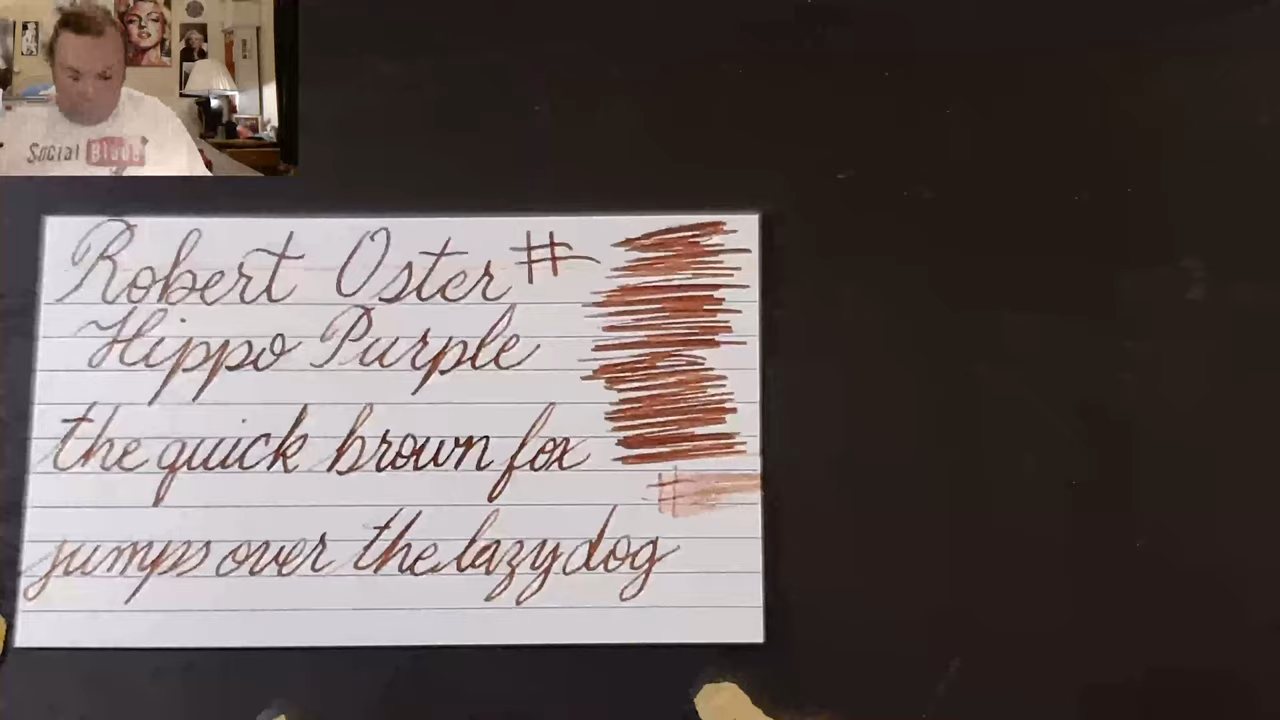 Social Blade
Robert Oster #
Hippo Purple
the quick brown fox
#
jumps over the lazy dog